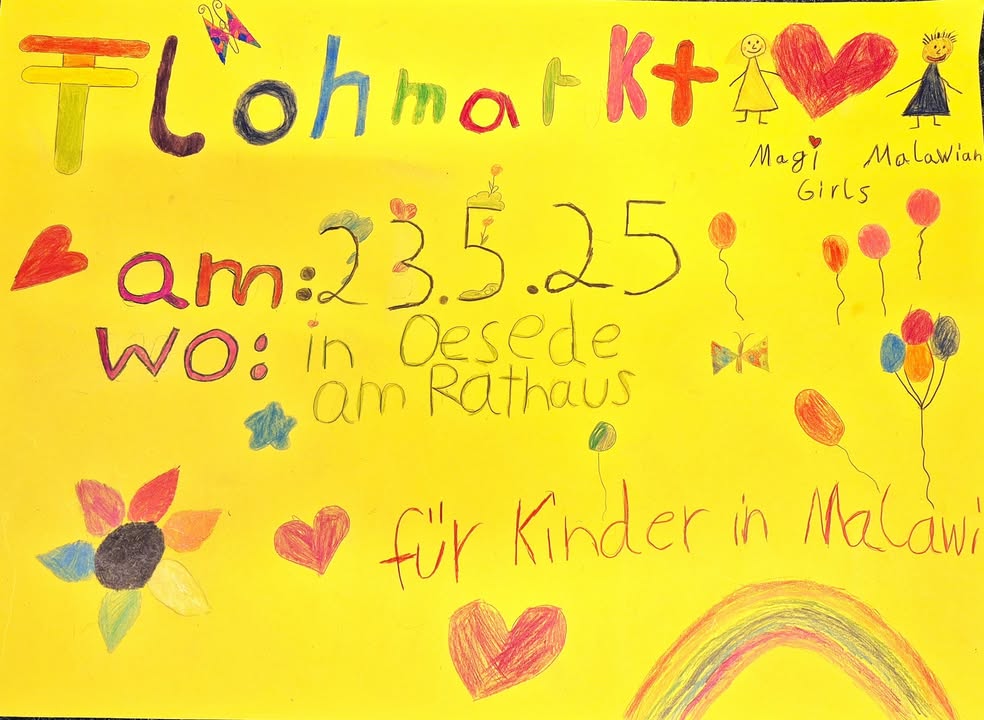 Flohmarkt
Magi Malawian
Girls
am: 23.5.25
wo: in Oesede
am Rathaus
für Kinder in Malawi